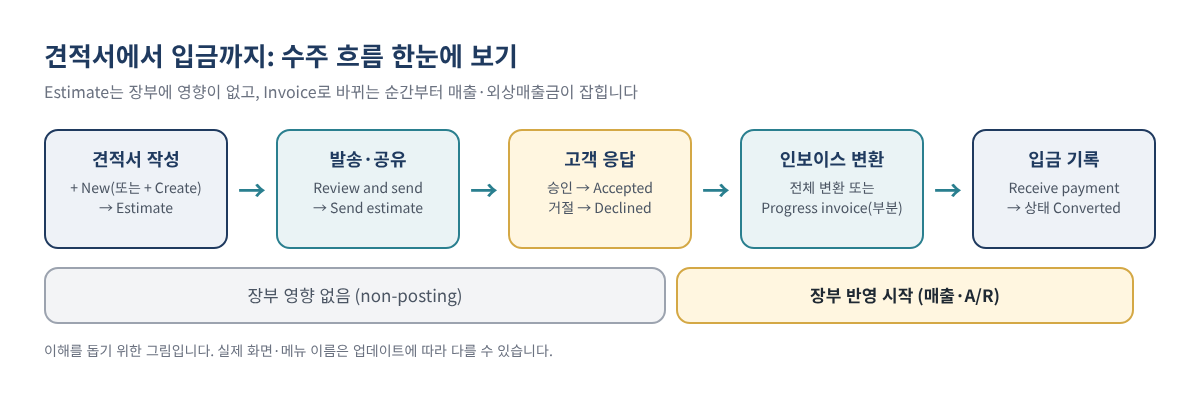 견적서에서 입금까지: 수주 흐름 한눈에 보기
Estimate는 장부에 영향이 없고, Invoice로 바뀌는 순간부터 매출·외상매출금이 잡힙니다
견적서 작성
+ New(또는 + Create)
→ Estimate
→
발송·공유
Review and send
→ Send estimate
→
고객 응답
승인 → Accepted
거절 → Declined
→
인보이스 변환
전체 변환 또는
Progress invoice(부분)
→
입금 기록
Receive payment
→ 상태 Converted
장부 영향 없음 (non-posting)
장부 반영 시작 (매출·A/R)
이해를 돕기 위한 그림입니다. 실제 화면·메뉴 이름은 업데이트에 따라 다를 수 있습니다.